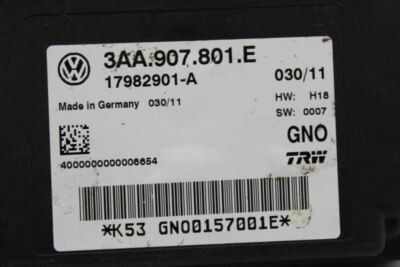 3AA.907.801.E
17982901-A 030/11
Made in Germany 030/11 HW: H18
SW: 0007
GNO
4000000000006654 TRW
*K53 GNO0157001E*